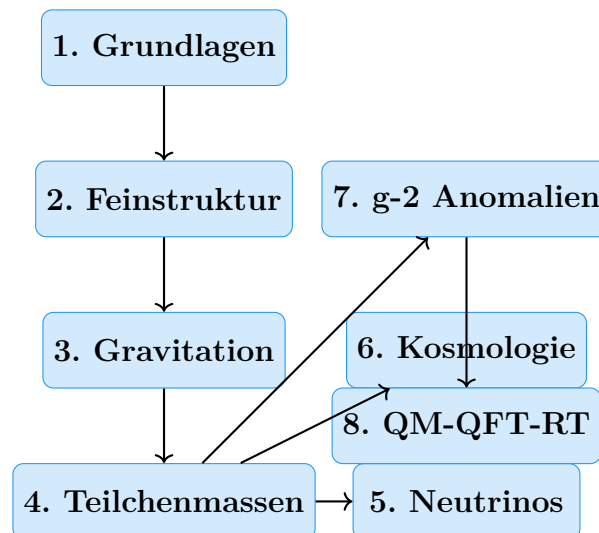 1. Grundlagen
2. Feinstruktur
7. g-2 Anomalien
3. Gravitation
6. Kosmologie
8. QM-QFT-RT
4. Teilchenmassen
5. Neutrinos